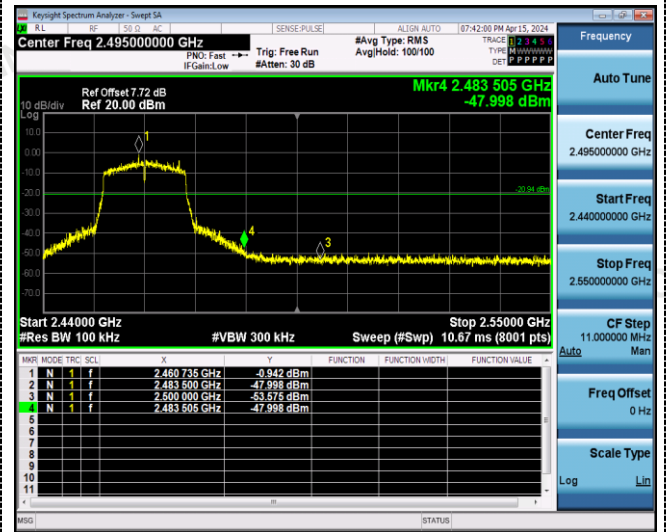 Keysight Spectrum Analyzer - Swept SA
RL RF 50 Ω AC SENSE:PULSE ALIGN AUTO 07:42:00 PM Apr 15, 2024
Center Freq 2.495000000 GHz #Avg Type: RMS TRACE 1 2 3 4 5 6
PNO: Fast Trig: Free Run Avg|Hold: 100/100 TYPE M W W W W W
IFGain:Low #Atten: 30 dB DET P P P P P P
Mkr4 2.483 505 GHz
-47.998 dBm
Ref Offset 7.72 dB
10 dB/div Ref 20.00 dBm
Log
10.0
0.00
-10.0
-20.0
-30.0
-40.0
-50.0
-60.0
-70.0
1
4
3
-20.94 dBm
Start 2.44000 GHz Stop 2.55000 GHz
#Res BW 100 kHz #VBW 300 kHz Sweep (#Swp) 10.67 ms (8001 pts)
MKR MODE TRC SCL X Y FUNCTION FUNCTION WIDTH FUNCTION VALUE
1 N 1 f 2.460 735 GHz -0.942 dBm
2 N 1 f 2.483 500 GHz -47.998 dBm
3 N 1 f 2.500 000 GHz -53.575 dBm
4 N 1 f 2.483 505 GHz -47.998 dBm
5
6
7
8
9
10
11
MSG STATUS
Frequency
Auto Tune
Center Freq
2.495000000 GHz
Start Freq
2.440000000 GHz
Stop Freq
2.550000000 GHz
CF Step
11.000000 MHz
Auto Man
Freq Offset
0 Hz
Scale Type
Log Lin